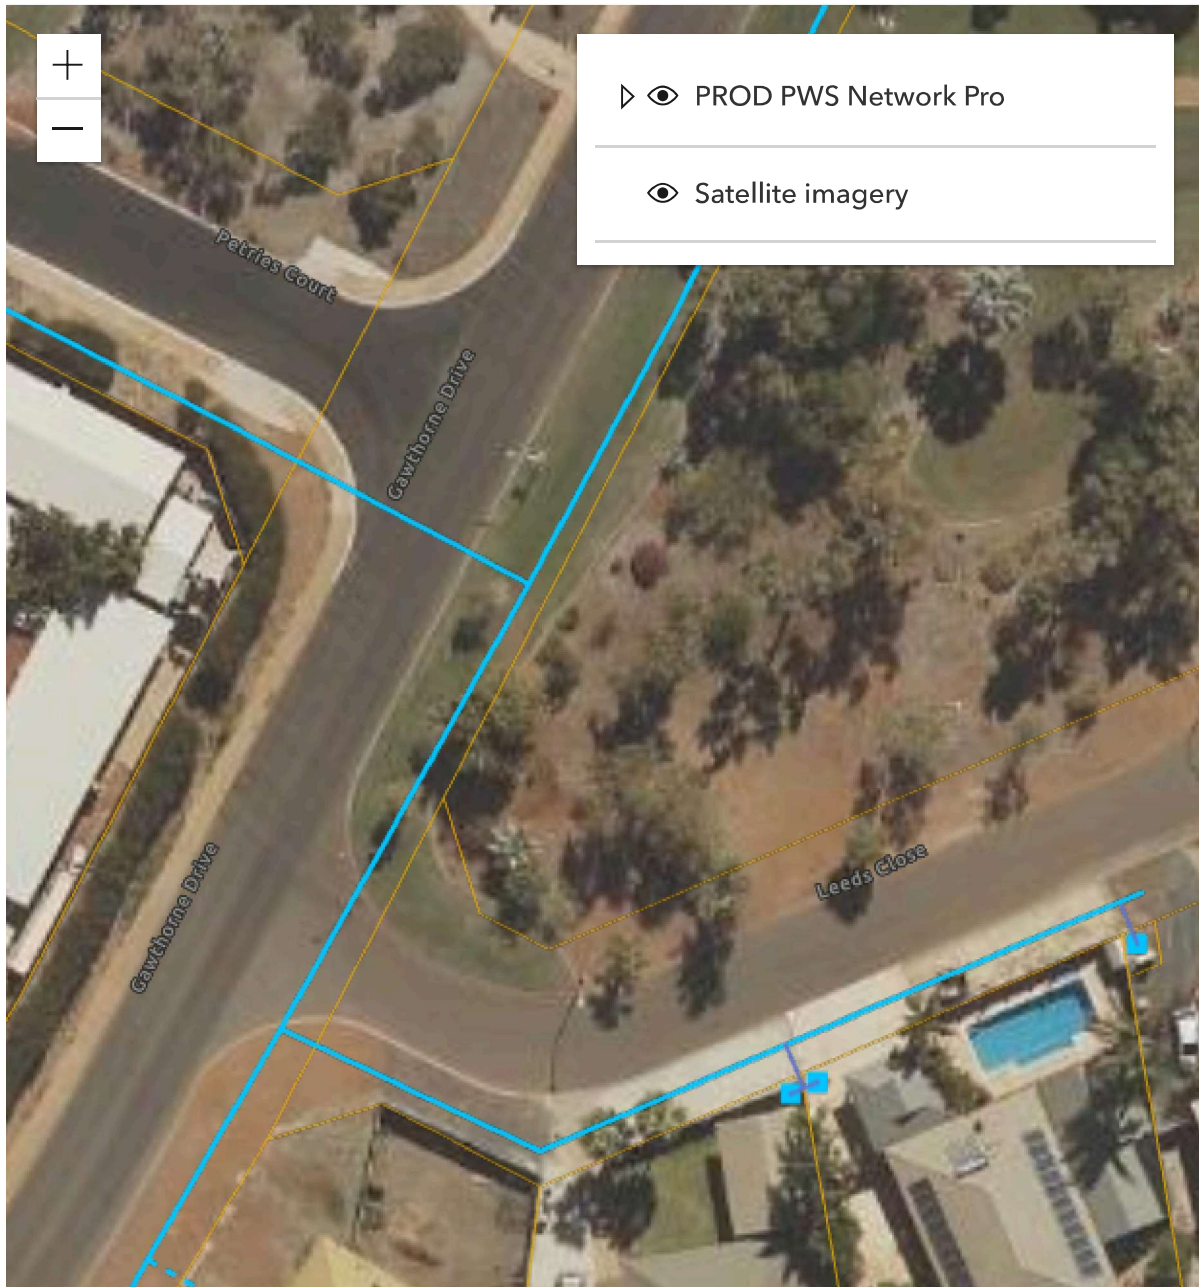 PROD PWS Network Pro
Satellite imagery
Petries Court
Gawthorne Drive
Leeds Close
Gawthorne Drive